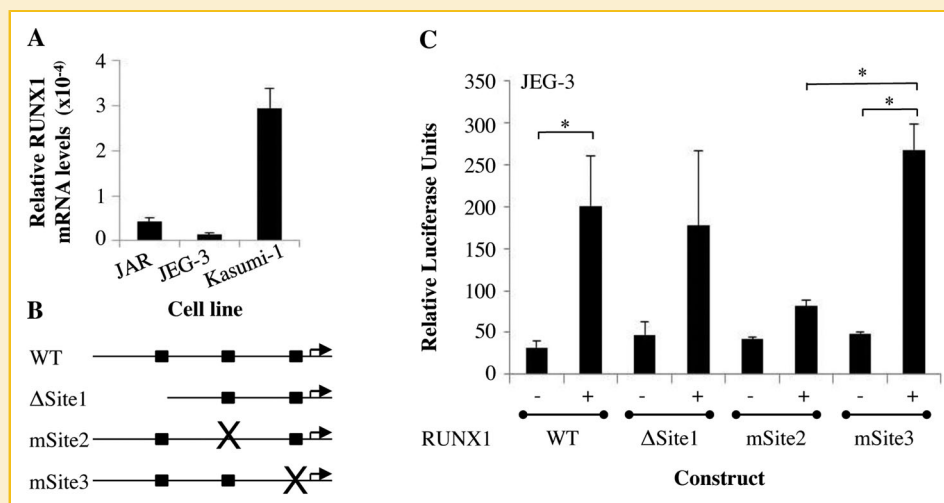 A
Relative RUNX1
mRNA levels (x10⁻⁴)
4
3
2
1
0
JAR
JEG-3
Kasumi-1
Cell line
B
WT
ΔSite1
mSite2
mSite3
C
JEG-3
Relative Luciferase Units
350
300
250
200
150
100
50
0
*
*
*
- + - + - + - +
RUNX1 WT ΔSite1 mSite2 mSite3
Construct